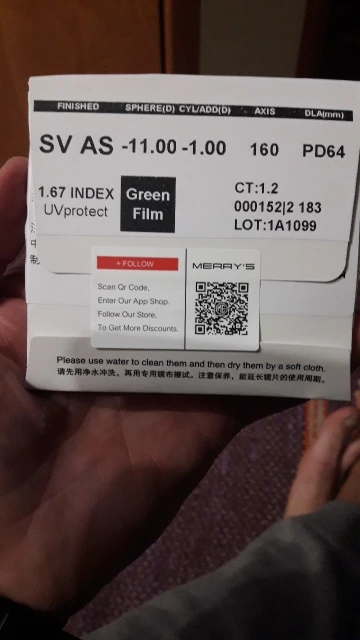 FINISHED SPHERE(D) CYL/ADD(D) AXIS DLA(mm)
SV AS -11.00 -1.00 160 PD64
1.67 INDEX
UVprotect
Green
Film
CT:1.2
000152|2 183
LOT:1A1099
+ FOLLOW
Scan Qr Code,
Enter Our App Shop,
Follow Our Store,
To Get More Discounts.
MERRY'S
Please use water to clean them and then dry them by a soft cloth.
请先用净水冲洗，再用专用镜布擦试。注意保养，能延长镜片的使用周期。